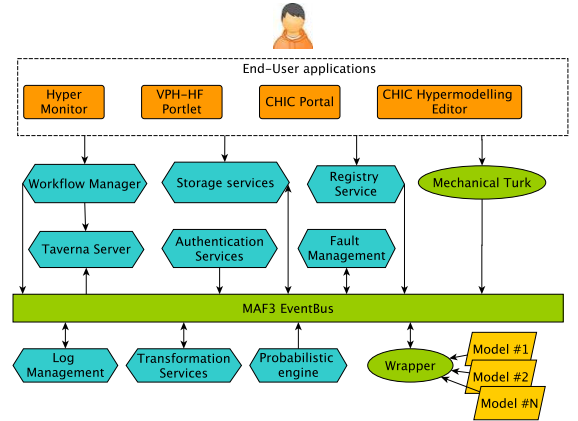 End-User applications
Hyper
Monitor
VPH-HF
Portlet
CHIC Portal
CHIC Hypermodelling
Editor
Workflow Manager
Storage services
Registry
Service
Mechanical Turk
Taverna Server
Authentication
Services
Fault
Management
MAF3 EventBus
Log
Management
Transformation
Services
Probabilistic
engine
Wrapper
Model #1
Model #2
Model #N